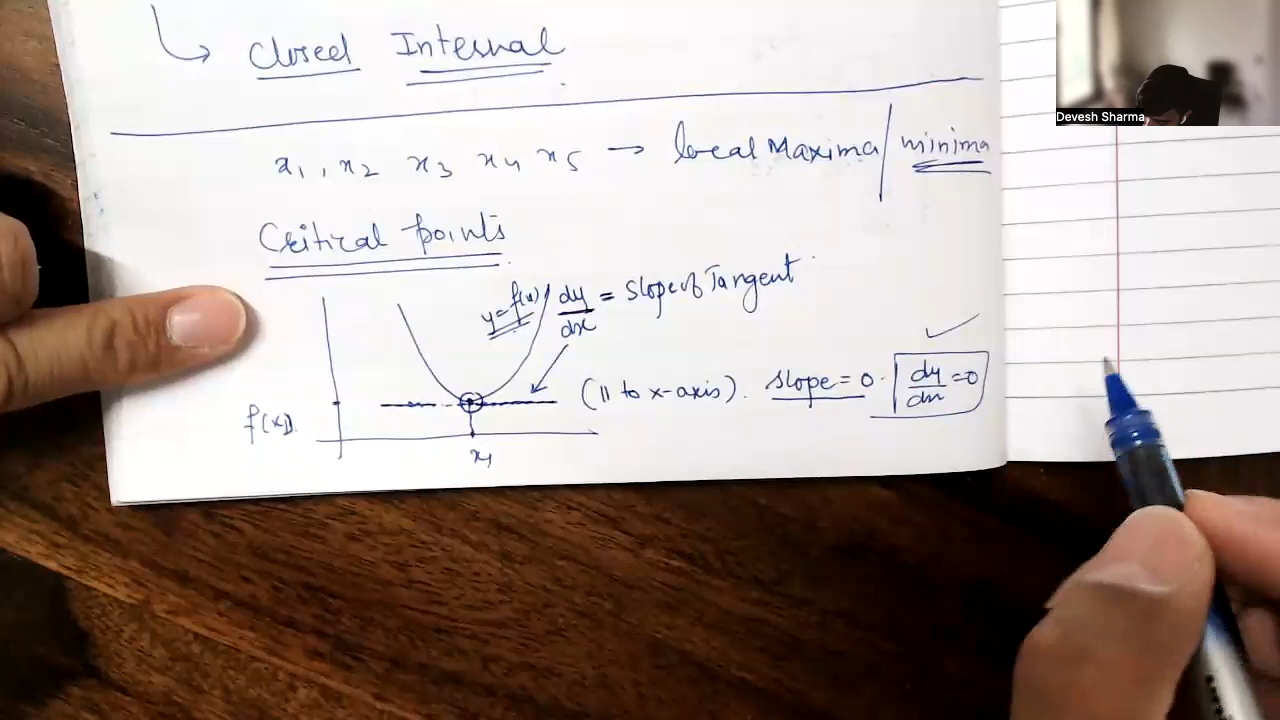 Closed Interval
Devesh Sharma
x1, x2 x3 x4 x5 → local Maxima / minima
Critical points
y=f(x) dy/dx = Slope of Tangent
(|| to x-axis). slope = 0. dy/dx =0
f(x1).
x1